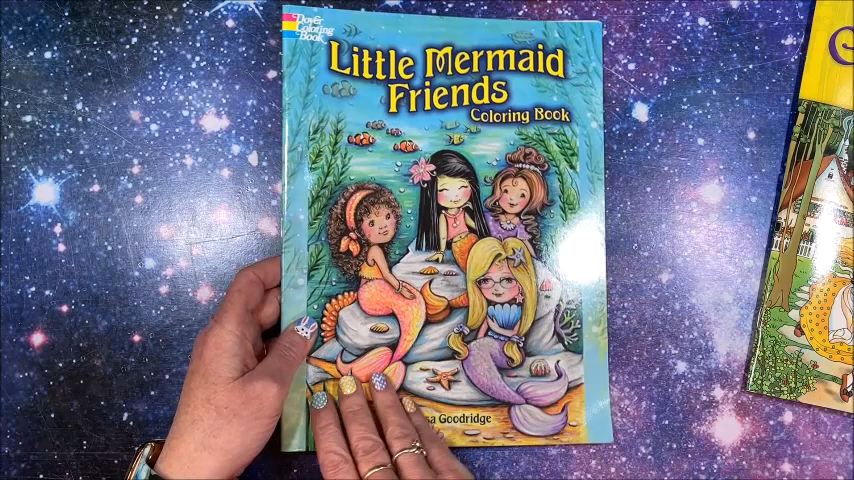 Dover
Coloring
Book
Little Mermaid
Friends
Coloring Book
Goodridge